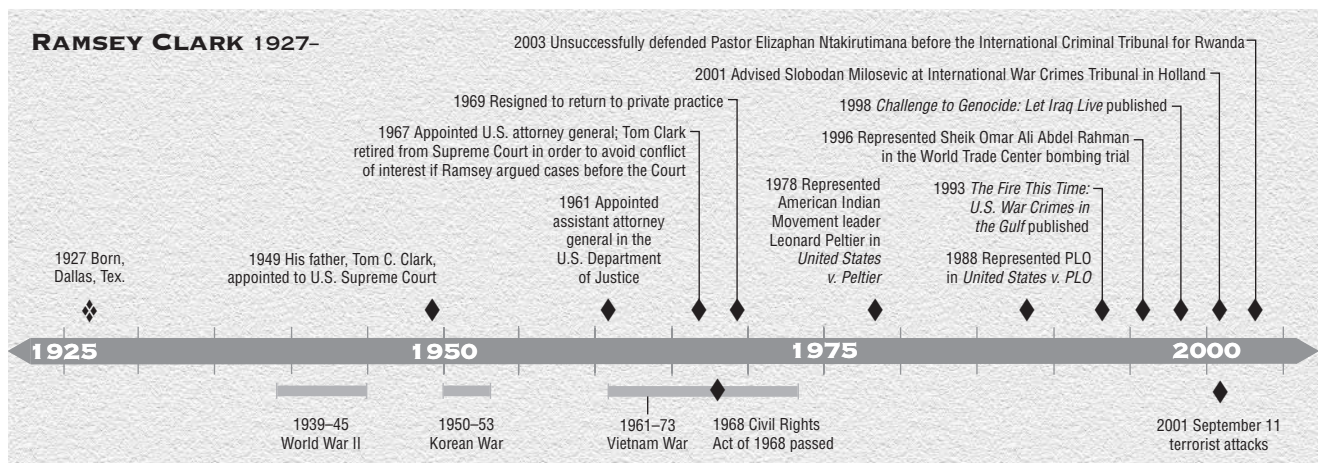 RAMSEY CLARK 1927–
2003 Unsuccessfully defended Pastor Elizaphan Ntakirutimana before the International Criminal Tribunal for Rwanda
2001 Advised Slobodan Milosevic at International War Crimes Tribunal in Holland
1969 Resigned to return to private practice
1998 Challenge to Genocide: Let Iraq Live published
1967 Appointed U.S. attorney general; Tom Clark
retired from Supreme Court in order to avoid conflict
of interest if Ramsey argued cases before the Court
1996 Represented Sheik Omar Ali Abdel Rahman
in the World Trade Center bombing trial
1961 Appointed
assistant attorney
general in the
U.S. Department
of Justice
1978 Represented
American Indian
Movement leader
Leonard Peltier in
United States
v. Peltier
1993 The Fire This Time:
U.S. War Crimes in
the Gulf published
1927 Born,
Dallas, Tex.
1949 His father, Tom C. Clark,
appointed to U.S. Supreme Court
1988 Represented PLO
in United States v. PLO
1925
1950
1975
2000
1939–45
World War II
1950–53
Korean War
1961–73
Vietnam War
1968 Civil Rights
Act of 1968 passed
2001 September 11
terrorist attacks